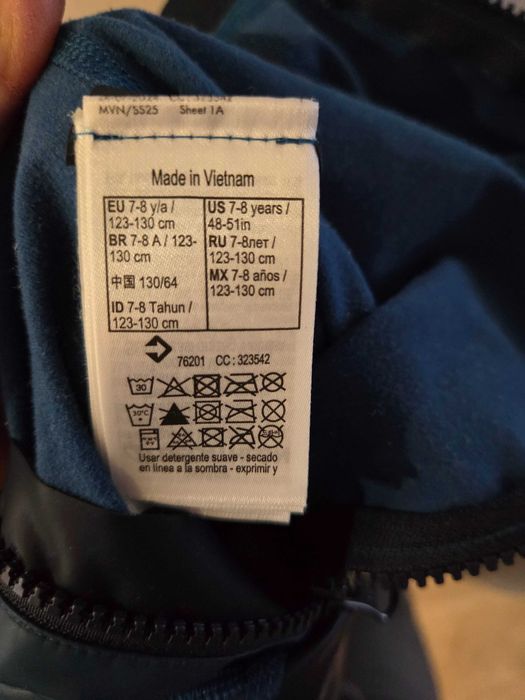 CC: 323542
MVN/SS25 Sheet 1A
Made in Vietnam
EU 7-8 y/a /
123-130 cm
BR 7-8 A / 123-
130 cm
中国 130/64
ID 7-8 Tahun /
123-130 cm
US 7-8 years /
48-51in
RU 7-8лет /
123-130 cm
MX 7-8 años /
123-130 cm
76201 CC: 323542
30
30°C
Usar detergente suave - secado
en línea a la sombra - exprimir y